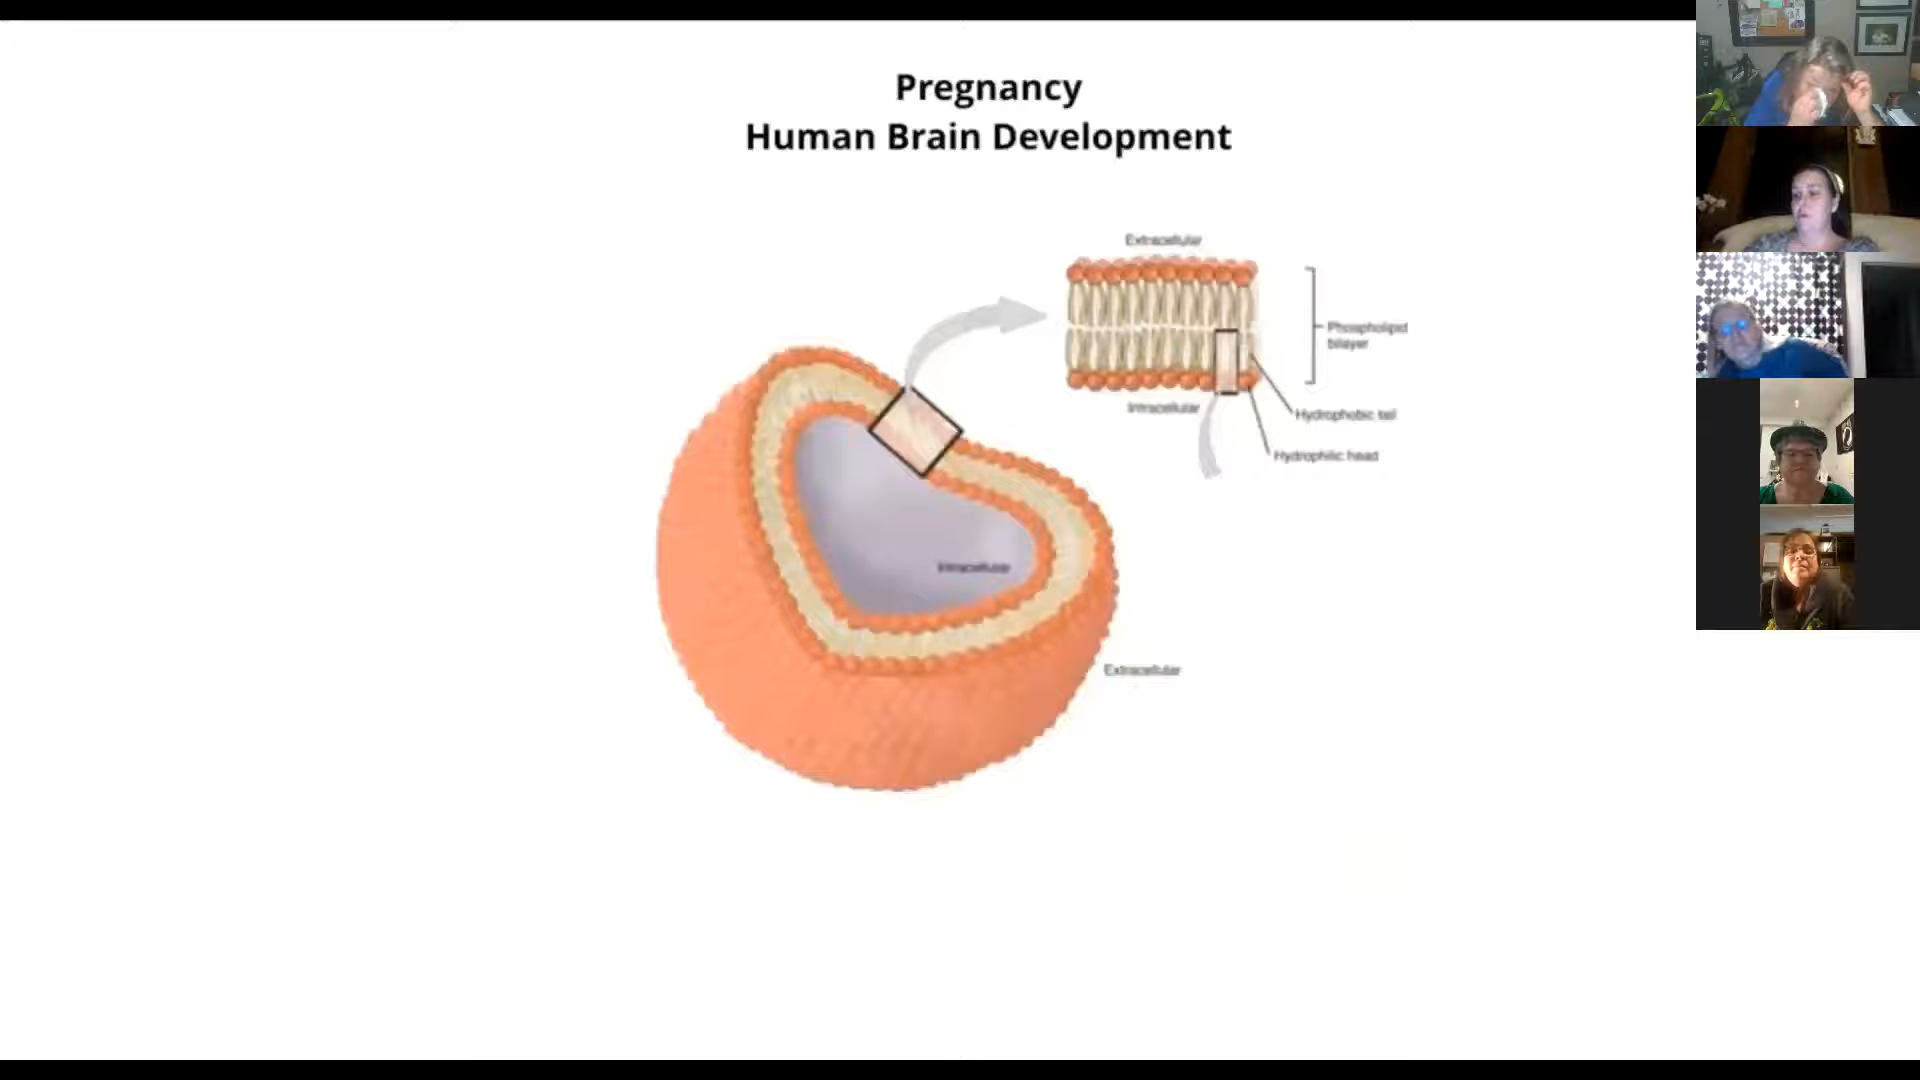 Pregnancy
Human Brain Development
Extracellular
Phospholipid
bilayer
Intracellular
Hydrophobic tail
Hydrophilic head
Intracellular
Extracellular